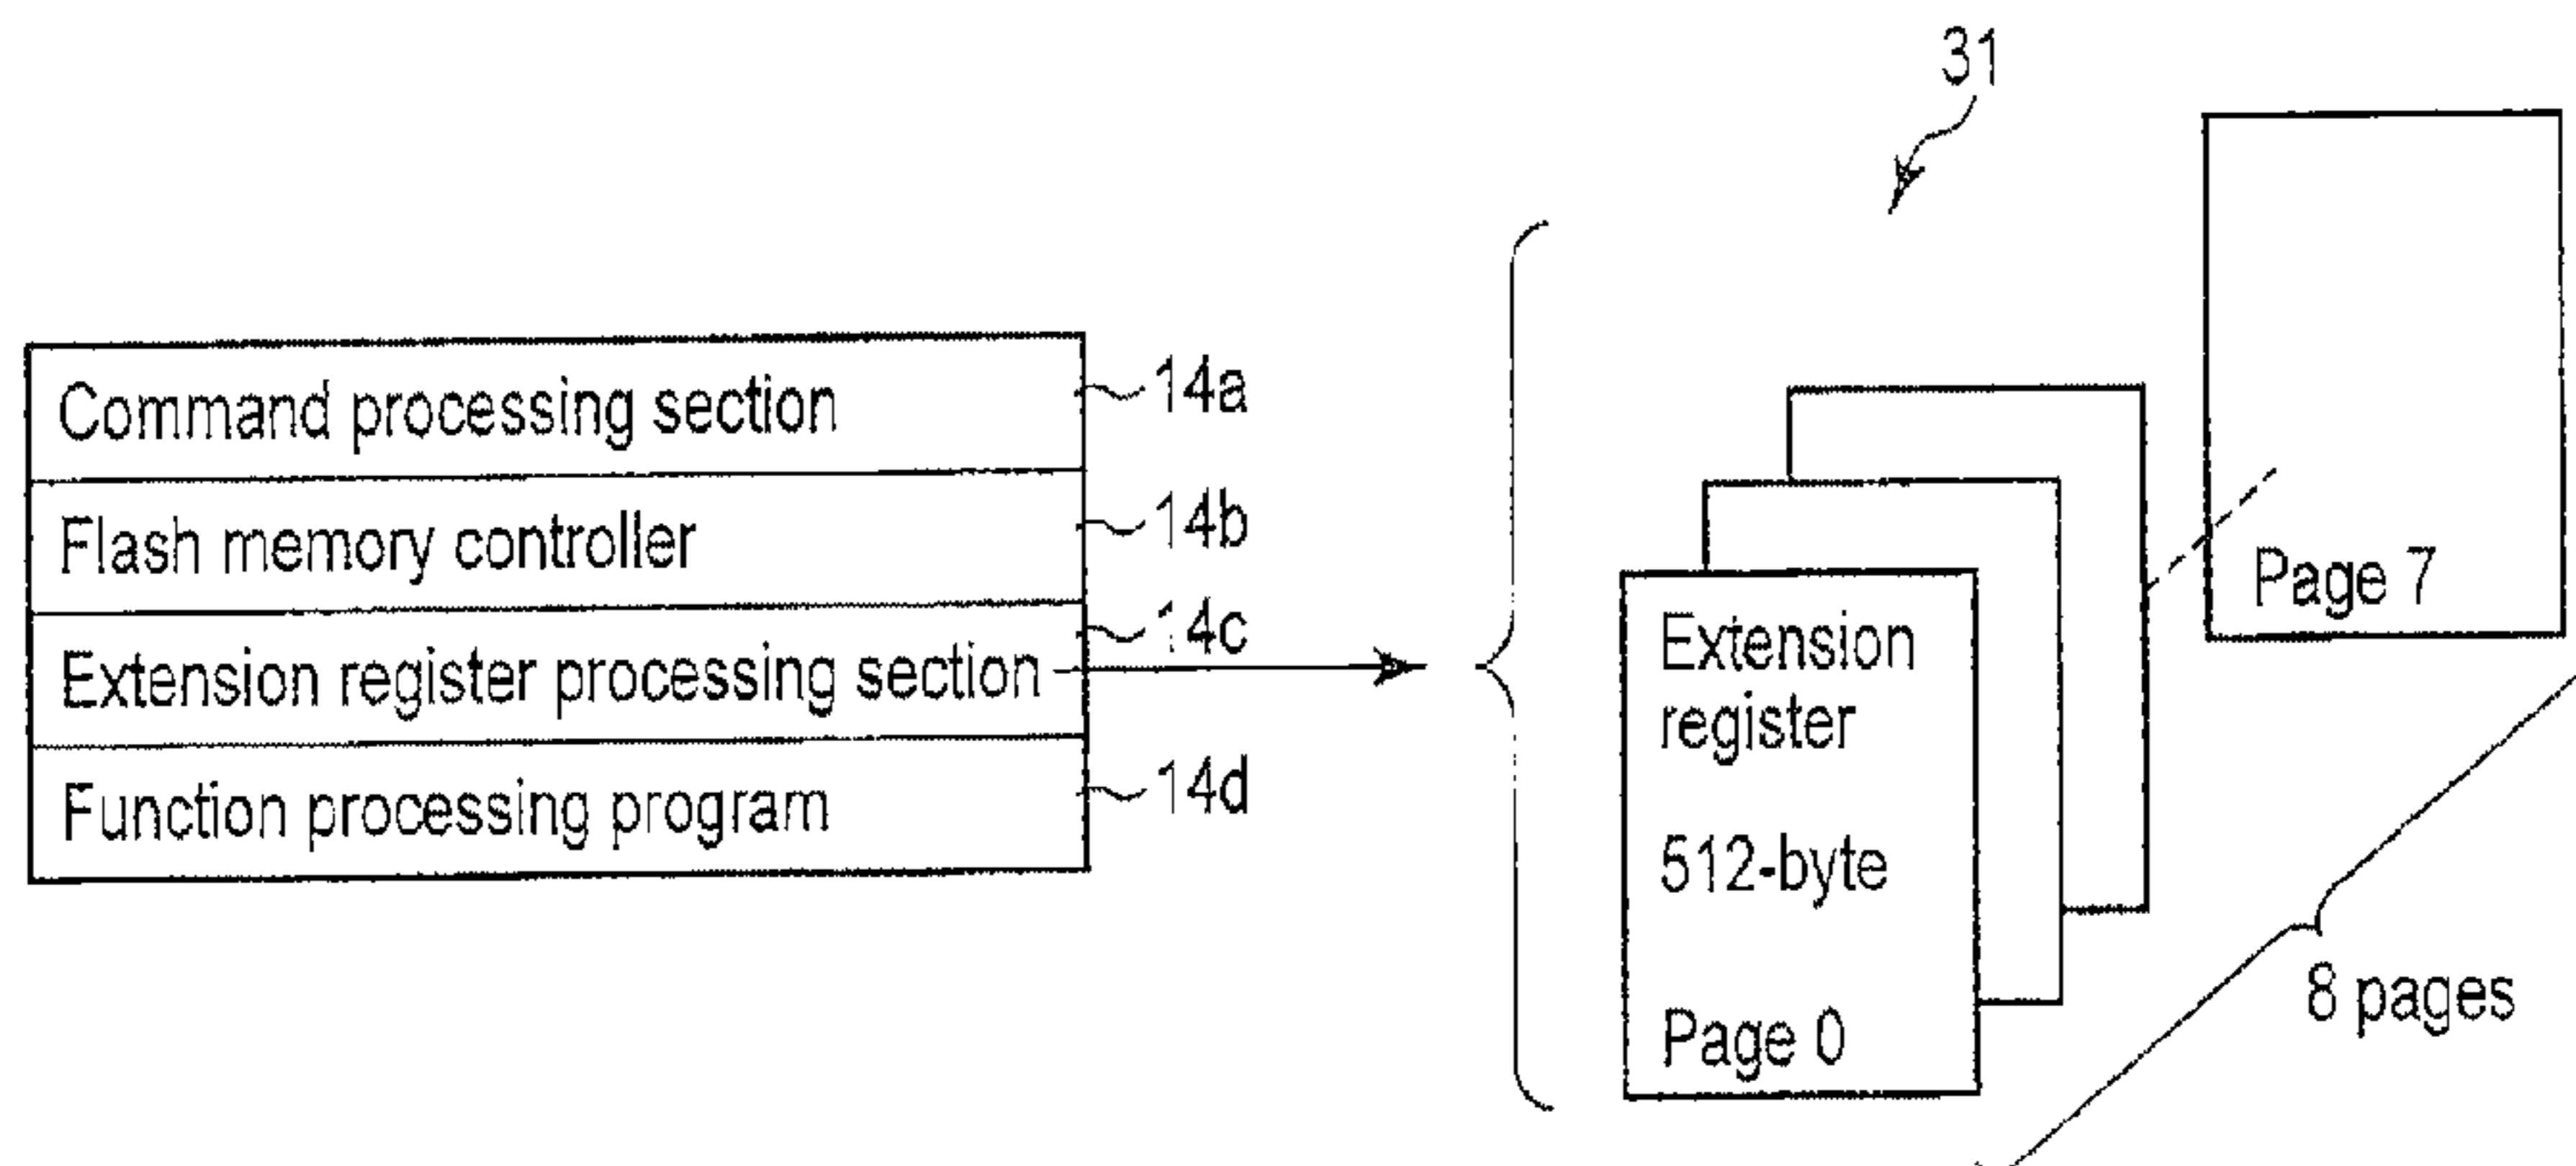 31
Command processing section
14a
Flash memory controller
14b
Extension register processing section
14c
Function processing program
14d
Extension
register
512-byte
Page 0
Page 7
8 pages